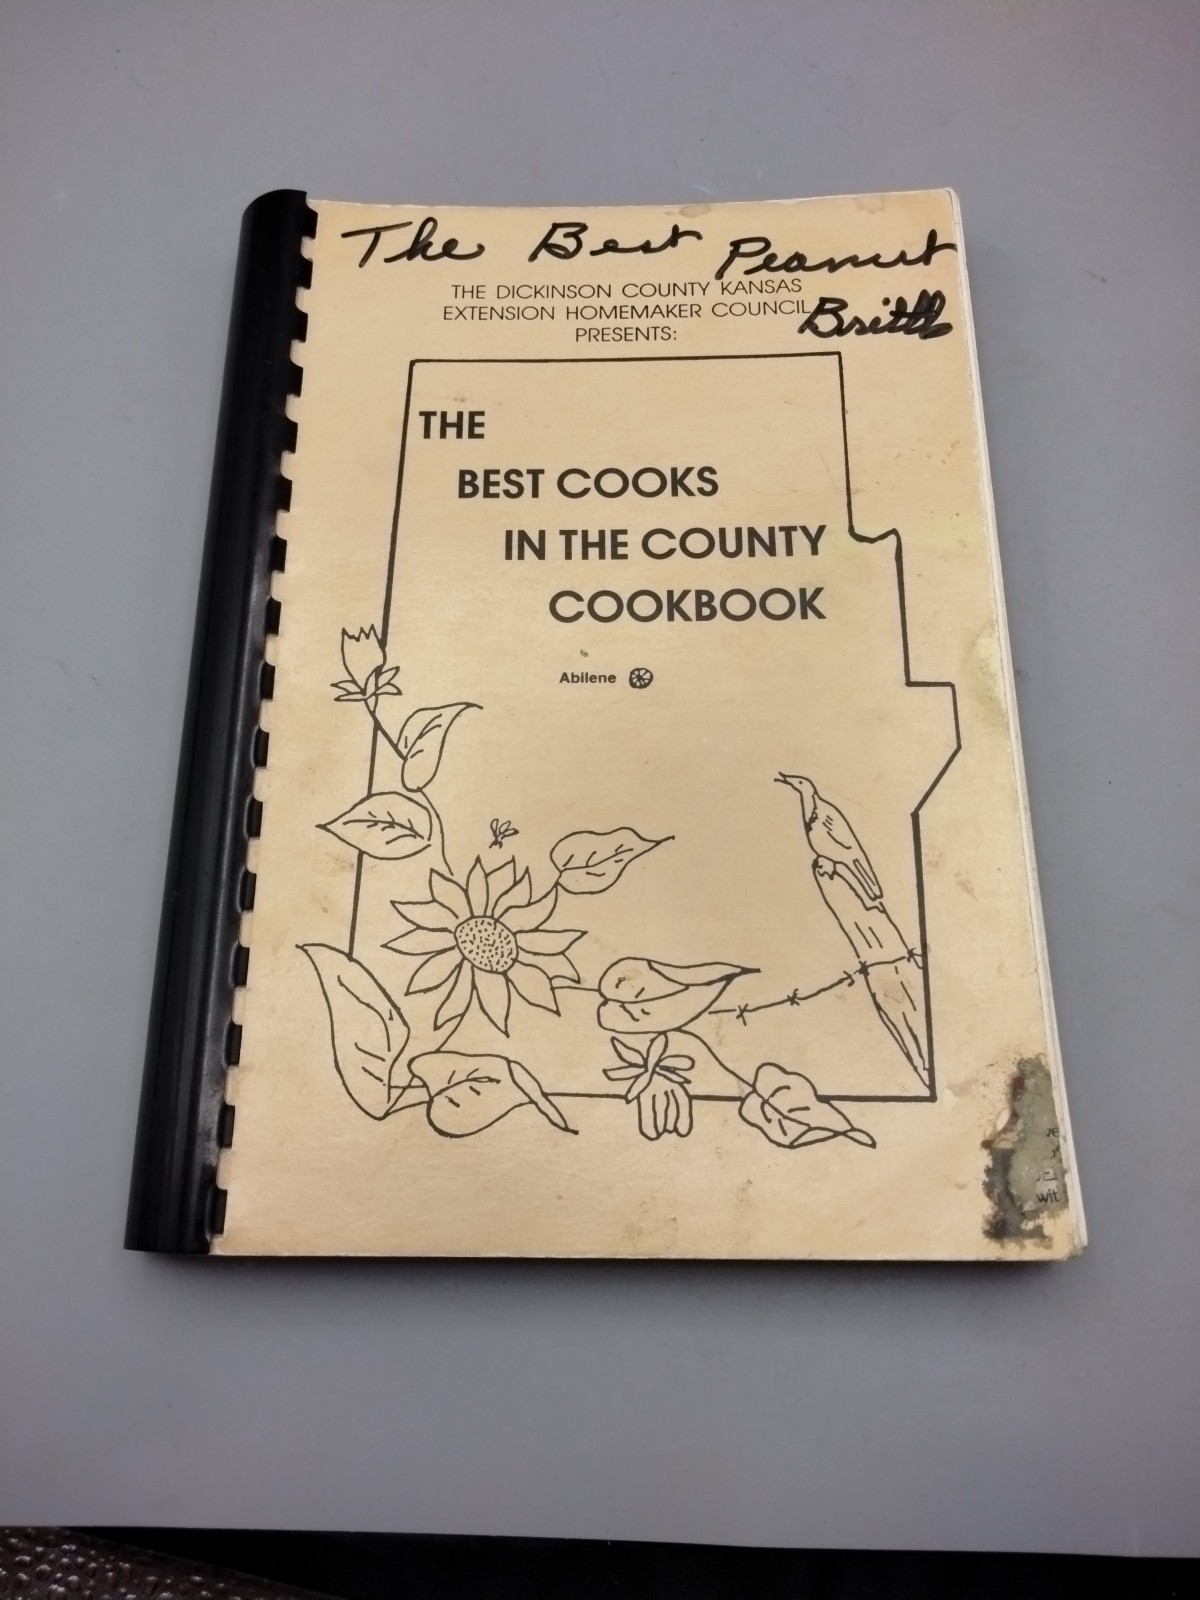 The Best Peanut
Brittle
THE DICKINSON COUNTY KANSAS
EXTENSION HOMEMAKER COUNCIL
PRESENTS:
THE
BEST COOKS
IN THE COUNTY
COOKBOOK
Abilene
wit